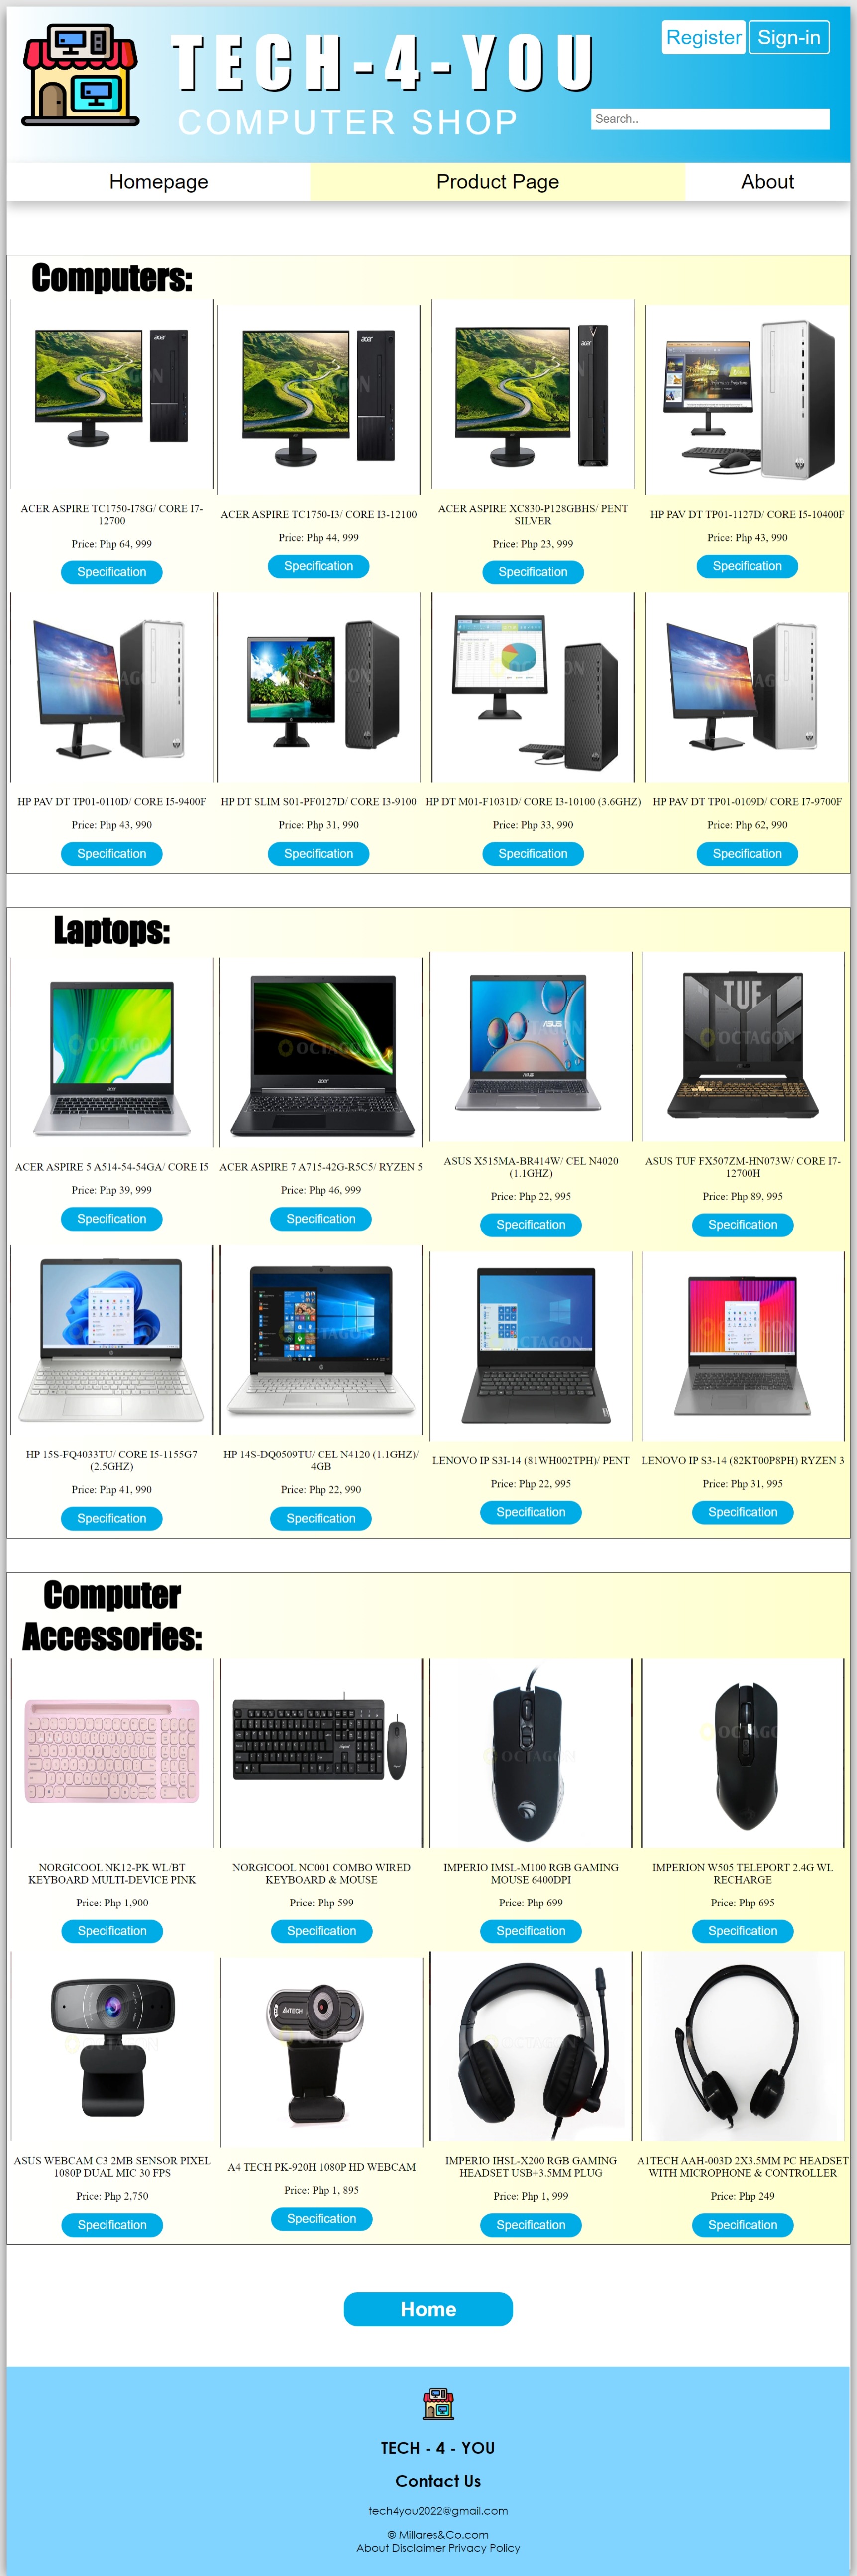 TECH-4-YOU
COMPUTER SHOP
Register
Sign-in
Search..
Homepage
Product Page
About
Computers:
acer
acer
acer
ACER ASPIRE TC1750-I78G/ CORE I7-
12700
Price: Php 64, 999
Specification
ACER ASPIRE TC1750-I3/ CORE I3-12100
Price: Php 44, 999
Specification
ACER ASPIRE XC830-P128GBHS/ PENT
SILVER
Price: Php 23, 999
Specification
HP PAV DT TP01-1127D/ CORE I5-10400F
Price: Php 43, 990
Specification
HP PAV DT TP01-0110D/ CORE I5-9400F
Price: Php 43, 990
Specification
HP DT SLIM S01-PF0127D/ CORE I3-9100
Price: Php 31, 990
Specification
HP DT M01-F1031D/ CORE I3-10100 (3.6GHZ)
Price: Php 33, 990
Specification
HP PAV DT TP01-0109D/ CORE I7-9700F
Price: Php 62, 990
Specification
Laptops:
OCTAGON
acer
OCTAGON
acer
ASUS
TUF
OCTAGON
ACER ASPIRE 5 A514-54-54GA/ CORE I5
Price: Php 39, 999
Specification
ACER ASPIRE 7 A715-42G-R5C5/ RYZEN 5
Price: Php 46, 999
Specification
ASUS X515MA-BR414W/ CEL N4020
(1.1GHZ)
Price: Php 22, 995
Specification
ASUS TUF FX507ZM-HN073W/ CORE I7-
12700H
Price: Php 89, 995
Specification
HP 15S-FQ4033TU/ CORE I5-1155G7
(2.5GHZ)
Price: Php 41, 990
Specification
HP 14S-DQ0509TU/ CEL N4120 (1.1GHZ)/
4GB
Price: Php 22, 990
Specification
LENOVO IP S3I-14 (81WH002TPH)/ PENT
Price: Php 22, 995
Specification
LENOVO IP S3-14 (82KT00P8PH) RYZEN 3
Price: Php 31, 995
Specification
Computer
Accessories:
OCTAGON
NORGICOOL NK12-PK WL/BT
KEYBOARD MULTI-DEVICE PINK
Price: Php 1,900
Specification
NORGICOOL NC001 COMBO WIRED
KEYBOARD & MOUSE
Price: Php 599
Specification
IMPERIO IMSL-M100 RGB GAMING
MOUSE 6400DPI
Price: Php 699
Specification
IMPERION W505 TELEPORT 2.4G WL
RECHARGE
Price: Php 695
Specification
A4TECH
OCTAGON
ASUS WEBCAM C3 2MB SENSOR PIXEL
1080P DUAL MIC 30 FPS
Price: Php 2,750
Specification
A4 TECH PK-920H 1080P HD WEBCAM
Price: Php 1, 895
Specification
IMPERIO IHSL-X200 RGB GAMING
HEADSET USB+3.5MM PLUG
Price: Php 1, 999
Specification
A1TECH AAH-003D 2X3.5MM PC HEADSET
WITH MICROPHONE & CONTROLLER
Price: Php 249
Specification
Home
TECH - 4 - YOU
Contact Us
tech4you2022@gmail.com
© Millares&Co.com
About Disclaimer Privacy Policy